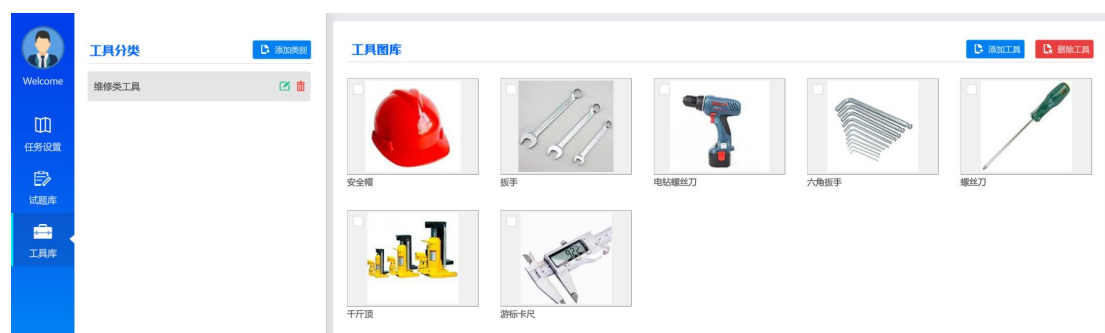 Welcome
任务设置
试题库
工具库
工具分类
添加类别
维修类工具
工具图库
添加工具
删除工具
安全帽
扳手
电钻螺丝刀
六角扳手
螺丝刀
千斤顶
游标卡尺